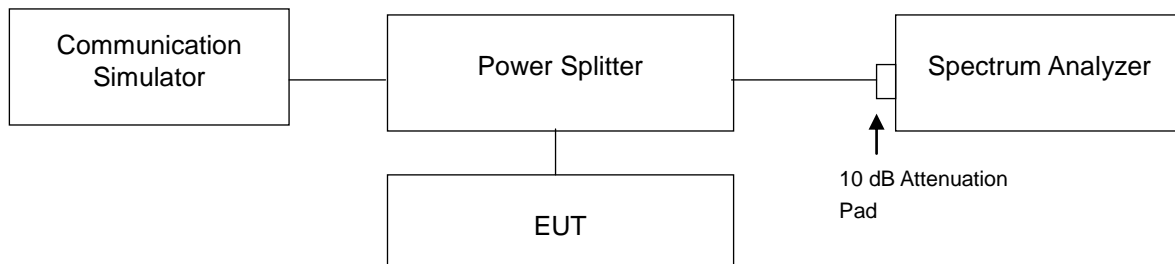 Communication
Simulator
Power Splitter
Spectrum Analyzer
10 dB Attenuation
Pad
EUT